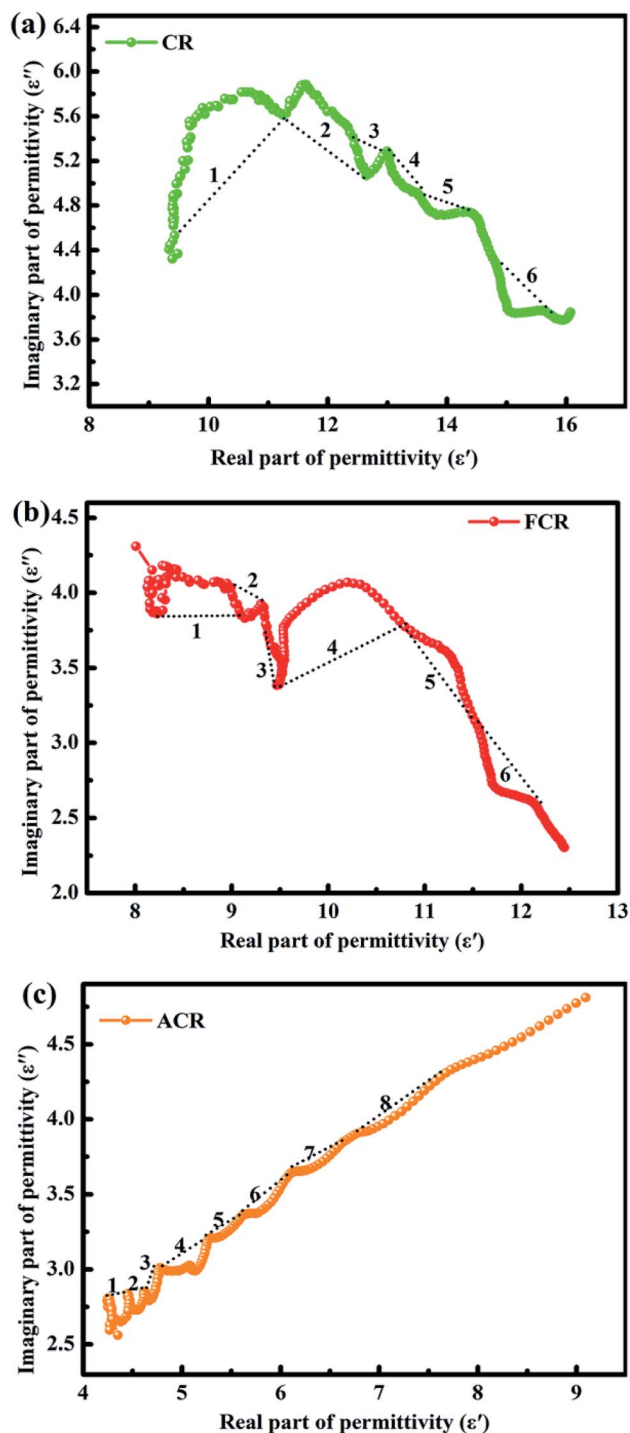 (a)
CR
Imaginary part of permittivity (ε″)
6.4
6.0
5.6
5.2
4.8
4.4
4.0
3.6
3.2
1
2
3
4
5
6
8 10 12 14 16
Real part of permittivity (ε′)
(b)
FCR
Imaginary part of permittivity (ε″)
4.5
4.0
3.5
3.0
2.5
2.0
1
2
3
4
5
6
8 9 10 11 12 13
Real part of permittivity (ε′)
(c)
ACR
Imaginary part of permittivity (ε″)
4.5
4.0
3.5
3.0
2.5
1
2
3
4
5
6
7
8
4 5 6 7 8 9
Real part of permittivity (ε′)